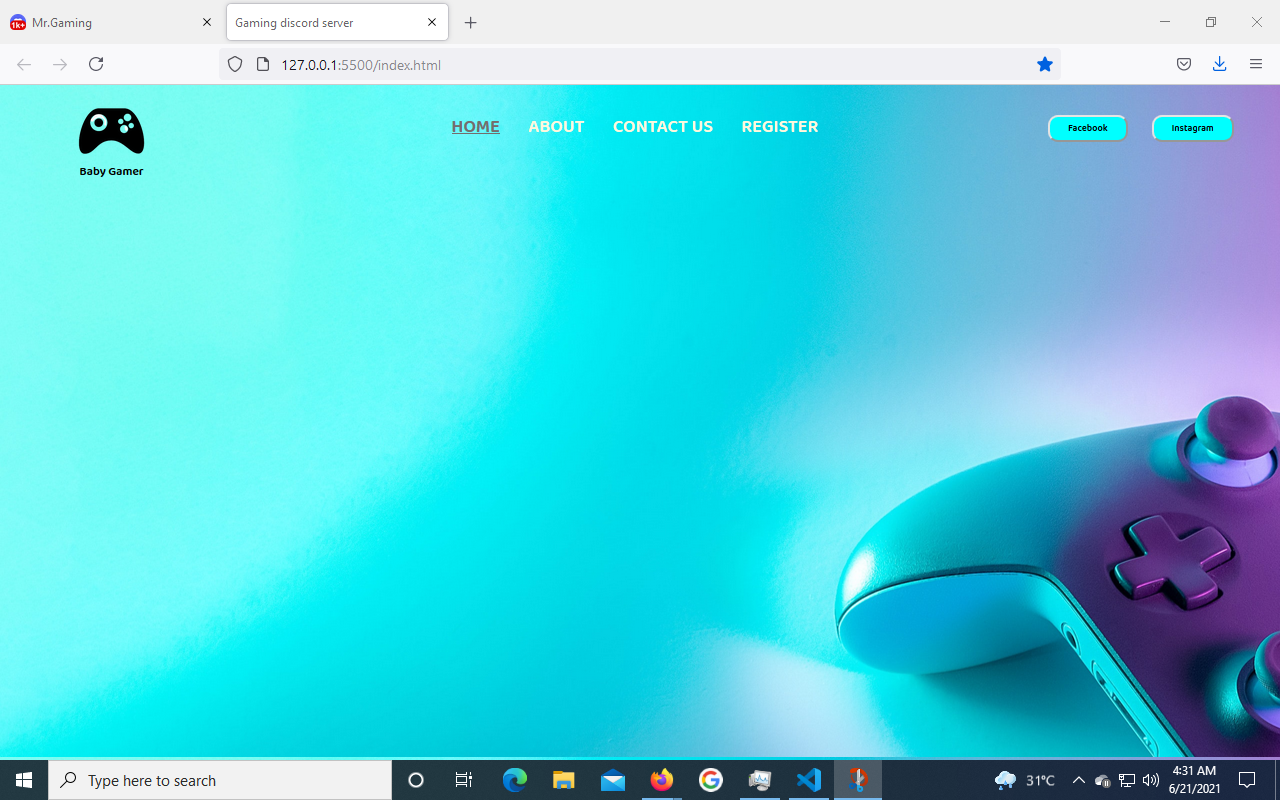 1k+ Mr.Gaming
Gaming discord server
127.0.0.1:5500/index.html
HOME ABOUT CONTACT US REGISTER
Facebook Instagram
Baby Gamer
Type here to search
31°C
4:31 AM
6/21/2021